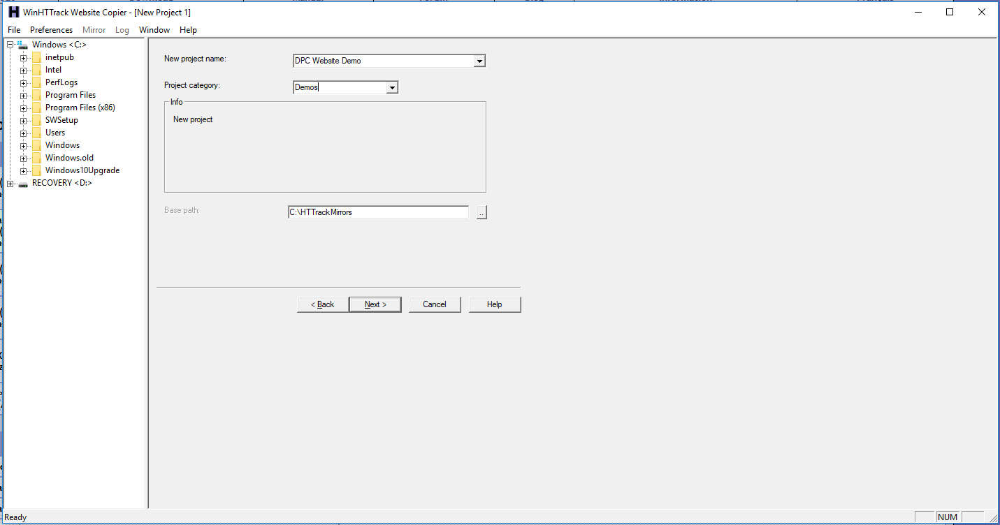 WinHTTrack Website Copier - [New Project 1]
File Preferences Mirror Log Window Help
Windows <C:>
inetpub
Intel
PerfLogs
Program Files
Program Files (x86)
SWSetup
Users
Windows
Windows.old
Windows10Upgrade
RECOVERY <D:>
New project name:
DPC Website Demo
Project category:
Demos
Info
New project
Base path:
C:\HTTrackMirrors
..
< Back Next > Cancel Help
Ready
NUM